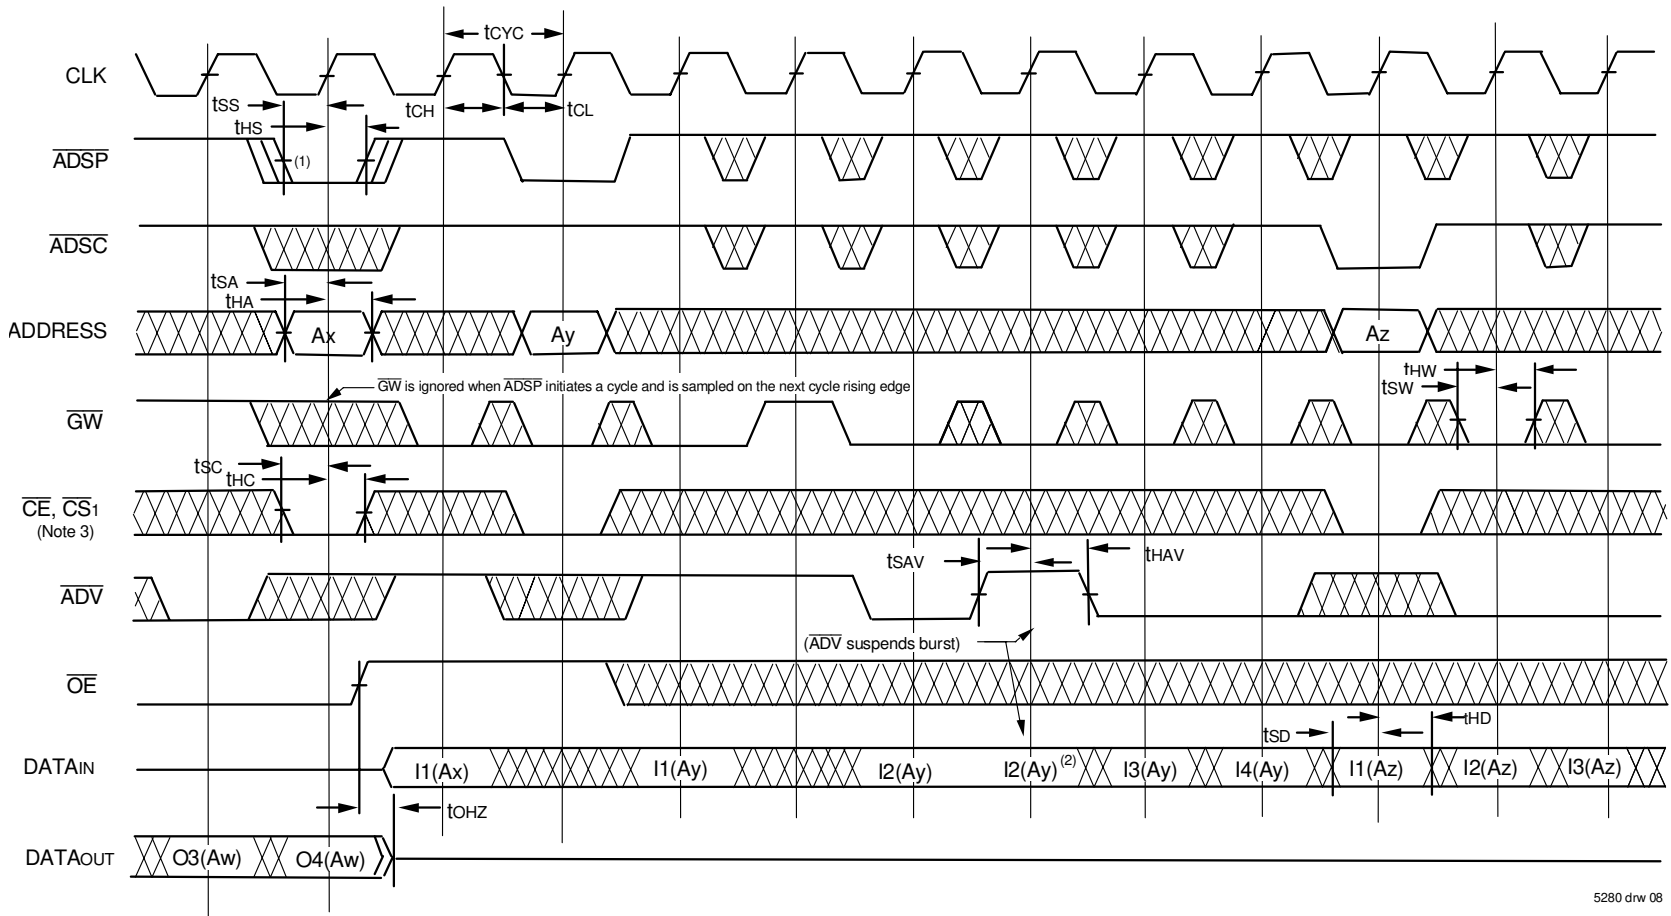 tCYC
CLK
tSS
tCH
tCL
tHS
ADSP
(1)
ADSC
tSA
tHA
ADDRESS
Ax
Ay
Az
tHW
GW is ignored when ADSP initiates a cycle and is sampled on the next cycle rising edge
tSW
GW
tSC
tHC
CE, CS1
(Note 3)
tSAV
tHAV
ADV
(ADV suspends burst)
OE
tHD
tSD
DATAIN
I1(Ax)
I1(Ay)
I2(Ay)
I2(Ay)(2)
I3(Ay)
I4(Ay)
I1(Az)
I2(Az)
I3(Az)
tOHZ
DATAOUT
O3(Aw)
O4(Aw)
5280 drw 08